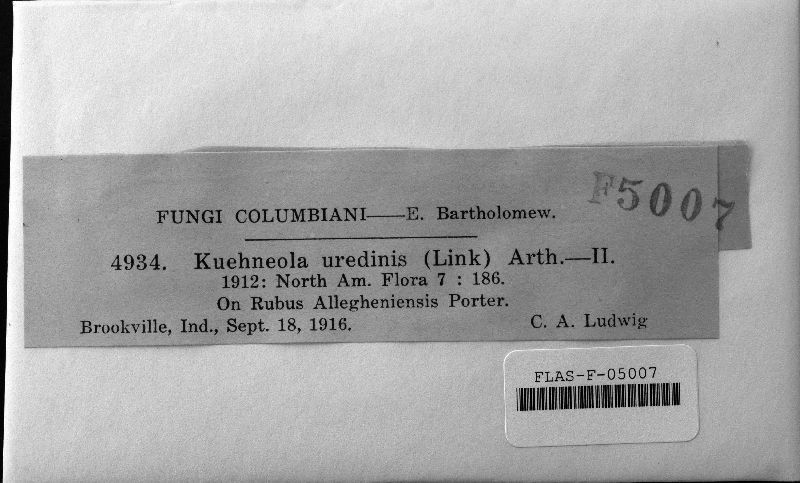 F5007
FUNGI COLUMBIANI——E. Bartholomew.
4934. Kuehneola uredinis (Link) Arth.—II.
1912: North Am. Flora 7 : 186.
On Rubus Allegheniensis Porter.
Brookville, Ind., Sept. 18, 1916. C. A. Ludwig
FLAS-F-05007